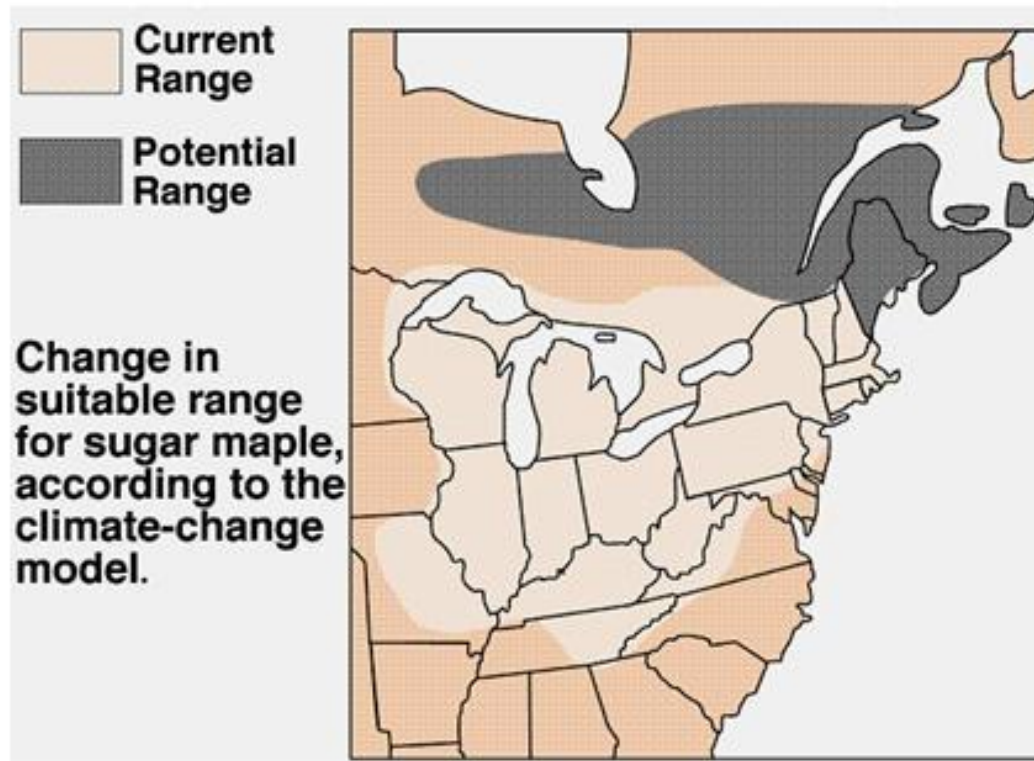 Current
Range
Potential
Range
Change in
suitable range
for sugar maple,
according to the
climate-change
model.